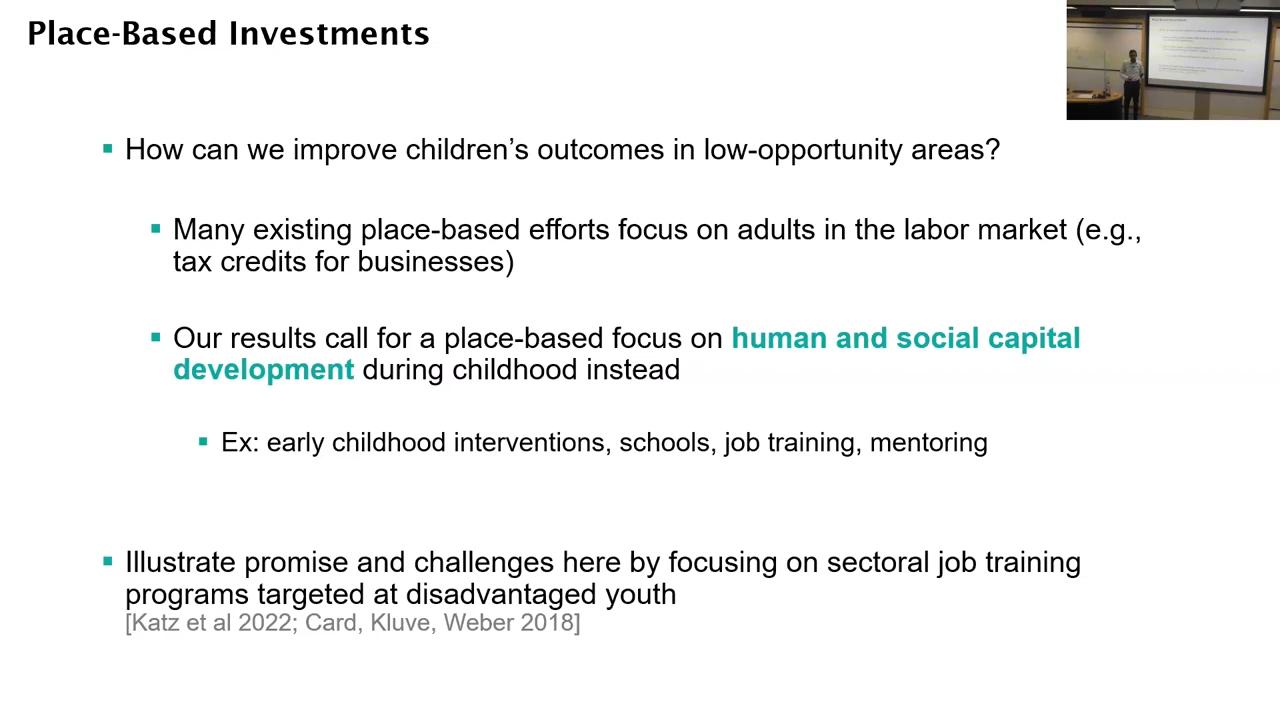 Place-Based Investments
How can we improve children’s outcomes in low-opportunity areas?
Many existing place-based efforts focus on adults in the labor market (e.g.,
tax credits for businesses)
Our results call for a place-based focus on human and social capital
development during childhood instead
Ex: early childhood interventions, schools, job training, mentoring
Illustrate promise and challenges here by focusing on sectoral job training
programs targeted at disadvantaged youth
[Katz et al 2022; Card, Kluve, Weber 2018]